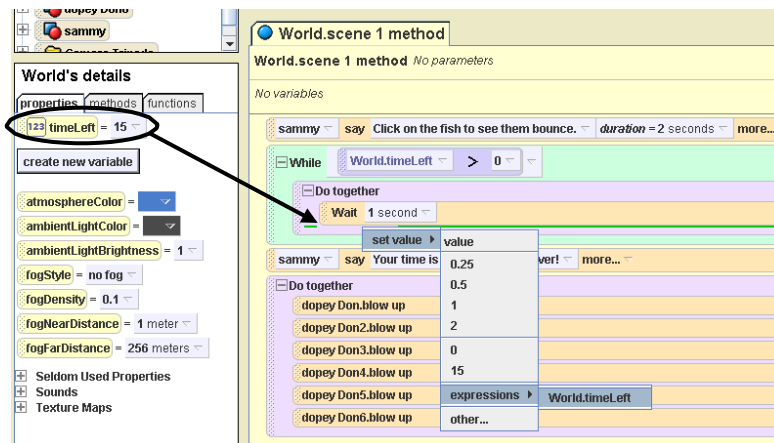 dopey Dono
sammy
World's details
properties methods functions
123 timeLeft = 15
create new variable
atmosphereColor =
ambientLightColor =
ambientLightBrightness = 1
fogStyle = no fog
fogDensity = 0.1
fogNearDistance = 1 meter
fogFarDistance = 256 meters
Seldom Used Properties
Sounds
Texture Maps
World.scene 1 method
World.scene 1 method No parameters
No variables
sammy say Click on the fish to see them bounce. duration = 2 seconds more...
While World.timeLeft > 0
Do together
Wait 1 second
set value value
0.25
0.5
1
2
0
15
expressions World.timeLeft
other...
sammy say Your time is ver! more...
Do together
dopey Don.blow up
dopey Don2.blow up
dopey Don3.blow up
dopey Don4.blow up
dopey Don5.blow up
dopey Don6.blow up